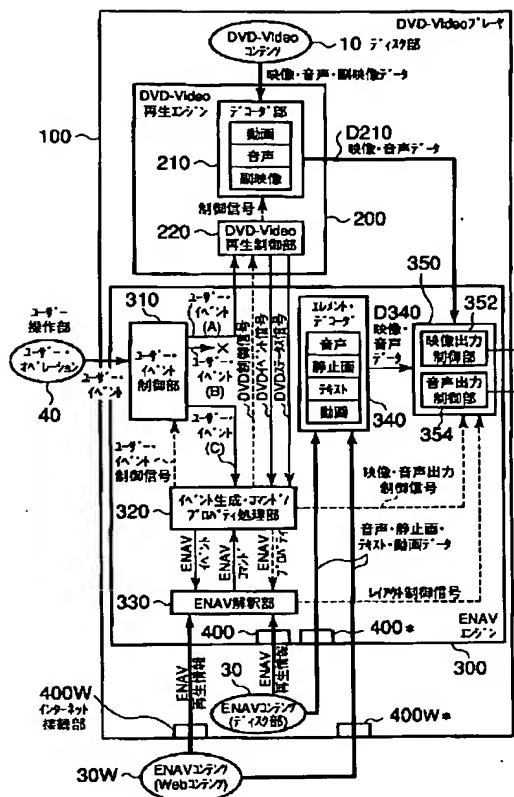 DVD-Videoプレーヤ
DVD-Video
コンテンツ
10 ディスク部
映像・音声・副映像データ
DVD-Video
再生エンジン
デコーダ部
動画
音声
副映像
100
210
D210
映像・音声データ
制御信号
220
DVD-Video
再生制御部
200
350
310
ユーザー・
イベント
(A)
エレメント・
デコーダ
音声
静止画
テキスト
動画
D340
映像・
音声
データ
352
映像出力
制御部
音声出力
制御部
354
ユーザー
操作部
ユーザー・
オペレーション
40
ユーザー・
イベント
ユーザー・
イベント制御部
ユーザー・
イベント
(B)
DVD制御信号
DVDイベント信号
DVDステータス信号
340
ユーザー・
イベント
(C)
ユーザー・
イベント
制御信号
映像・音声出力
制御信号
320
イベント生成・コマンド/
プロパティ処理部
ENAV
イベント
ENAV
コマンド
ENAV
プロパティ
音声・静止画・
テキスト・動画データ
330
ENAV解釈部
レイアウト制御信号
400
400*
ENAV
エンジン
300
ENAV
再生情報
ENAV
再生情報
30
400W
インターネット
接続部
ENAVコンテンツ
(ディスク部)
400W*
30W
ENAVコンテンツ
(Webコンテンツ)